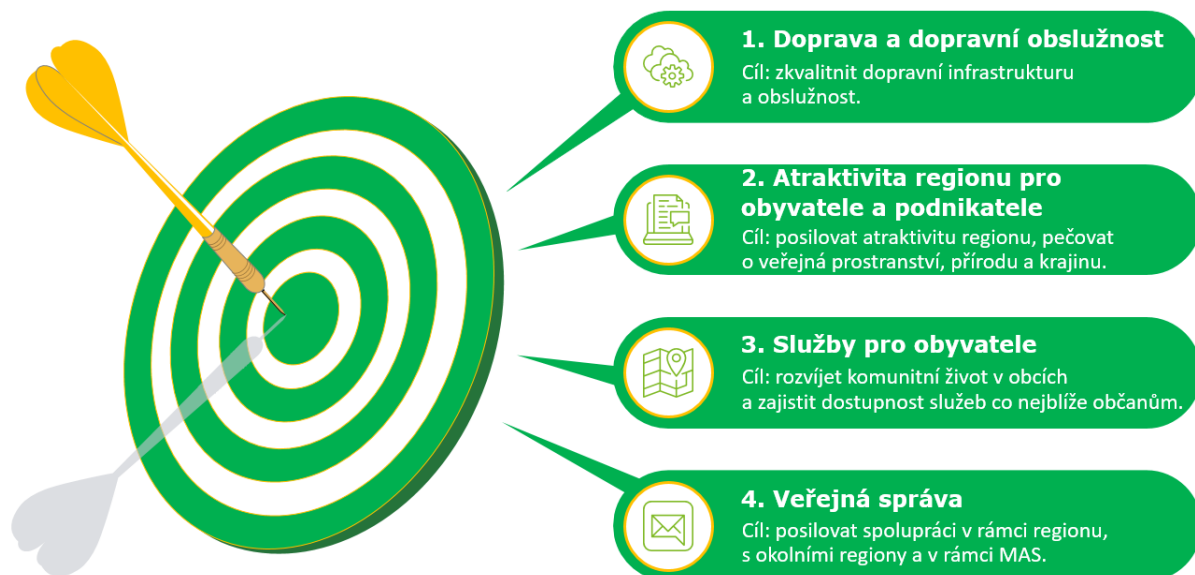 1. Doprava a dopravní obslužnost
Cíl: zkvalitnit dopravní infrastrukturu
a obslužnost.
2. Atraktivita regionu pro
obyvatele a podnikatele
Cíl: posilovat atraktivitu regionu, pečovat
o veřejná prostranství, přírodu a krajinu.
3. Služby pro obyvatele
Cíl: rozvíjet komunitní život v obcích
a zajistit dostupnost služeb co nejblíže občanům.
4. Veřejná správa
Cíl: posilovat spolupráci v rámci regionu,
s okolními regiony a v rámci MAS.